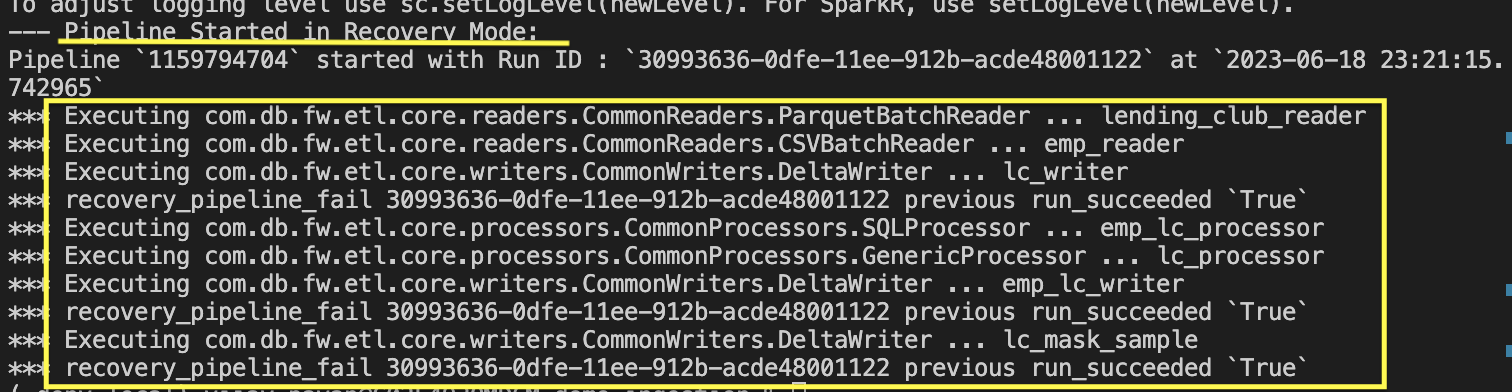 To adjust logging level use sc.setLogLevel(newLevel). For SparkR, use setLogLevel(newLevel).
--- Pipeline Started in Recovery Mode:
Pipeline `1159794704` started with Run ID : `30993636-0dfe-11ee-912b-acde48001122` at `2023-06-18 23:21:15.
742965`
*** Executing com.db.fw.etl.core.readers.CommonReaders.ParquetBatchReader ... lending_club_reader
*** Executing com.db.fw.etl.core.readers.CommonReaders.CSVBatchReader ... emp_reader
*** Executing com.db.fw.etl.core.writers.CommonWriters.DeltaWriter ... lc_writer
*** recovery_pipeline_fail 30993636-0dfe-11ee-912b-acde48001122 previous run_succeeded `True`
*** Executing com.db.fw.etl.core.processors.CommonProcessors.SQLProcessor ... emp_lc_processor
*** Executing com.db.fw.etl.core.processors.CommonProcessors.GenericProcessor ... lc_processor
*** Executing com.db.fw.etl.core.writers.CommonWriters.DeltaWriter ... emp_lc_writer
*** recovery_pipeline_fail 30993636-0dfe-11ee-912b-acde48001122 previous run_succeeded `True`
*** Executing com.db.fw.etl.core.writers.CommonWriters.DeltaWriter ... lc_mask_sample
*** recovery_pipeline_fail 30993636-0dfe-11ee-912b-acde48001122 previous run_succeeded `True`